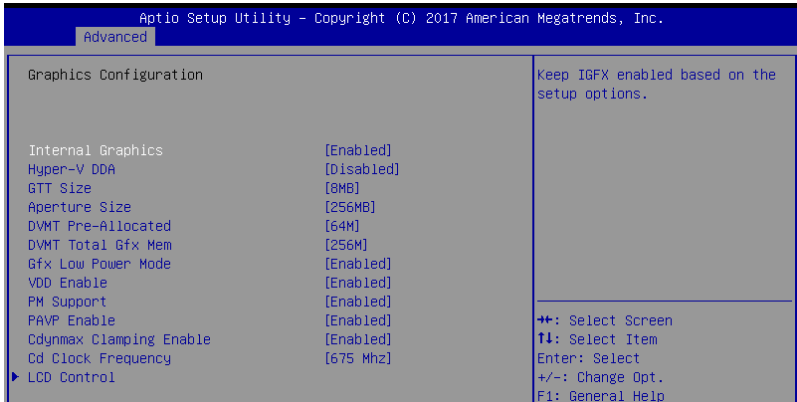 Aptio Setup Utility – Copyright (C) 2017 American Megatrends, Inc.
Advanced
Graphics Configuration
Internal Graphics [Enabled]
Hyper-V DDA [Disabled]
GTT Size [8MB]
Aperture Size [256MB]
DVMT Pre-Allocated [64M]
DVMT Total Gfx Mem [256M]
Gfx Low Power Mode [Enabled]
VDD Enable [Enabled]
PM Support [Enabled]
PAVP Enable [Enabled]
Cdynmax Clamping Enable [Enabled]
Cd Clock Frequency [675 Mhz]
▶ LCD Control
Keep IGFX enabled based on the
setup options.
→←: Select Screen
↑↓: Select Item
Enter: Select
+/-: Change Opt.
F1: General Help